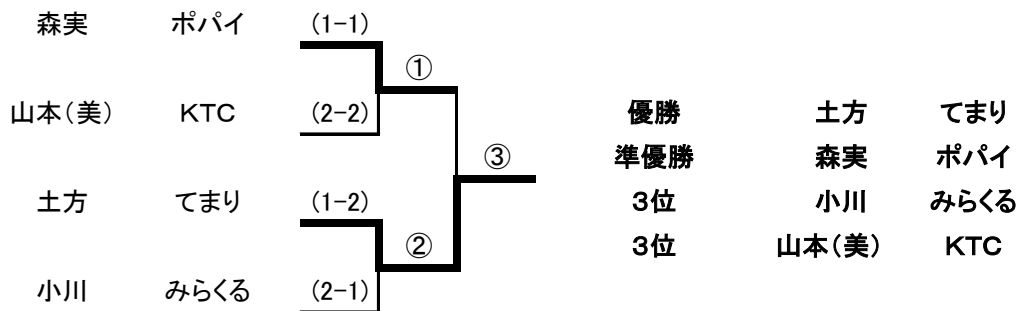 森実 ポパイ (1-1)
①
山本(美) KTC (2-2)
優勝 土方 てまり
③
準優勝 森実 ポパイ
土方 てまり (1-2)
3位 小川 みらくる
②
3位 山本(美) KTC
小川 みらくる (2-1)